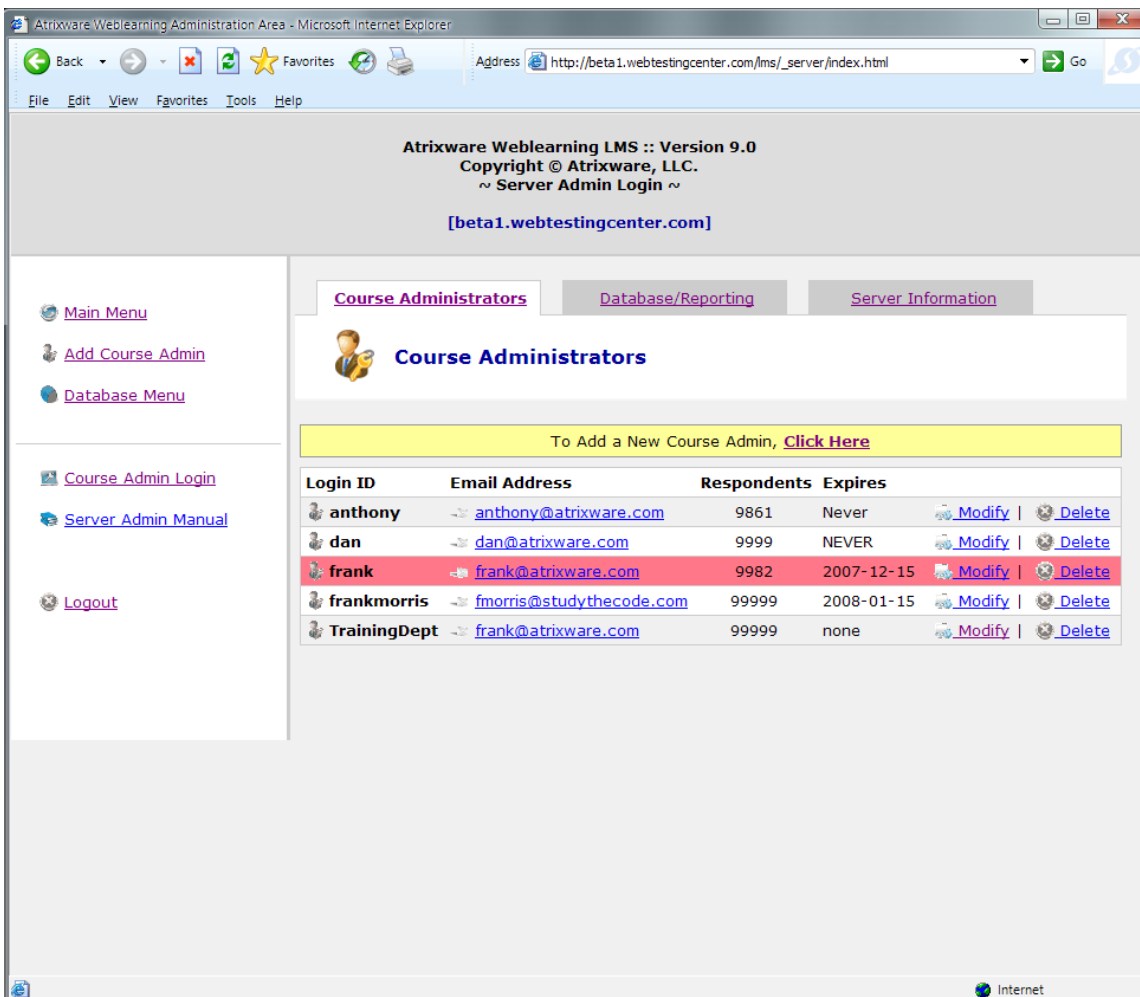 Atrixware Weblearning Administration Area - Microsoft Internet Explorer
Back Favorites Address http://beta1.webtestingcenter.com/lms/_server/index.html Go
File Edit View Favorites Tools Help
Atrixware Weblearning LMS :: Version 9.0
Copyright © Atrixware, LLC.
~ Server Admin Login ~
[beta1.webtestingcenter.com]
Main Menu
Add Course Admin
Database Menu
Course Admin Login
Server Admin Manual
Logout
Course Administrators Database/Reporting Server Information
Course Administrators
To Add a New Course Admin, Click Here
Login ID Email Address Respondents Expires
anthony anthony@atrixware.com 9861 Never Modify | Delete
dan dan@atrixware.com 9999 NEVER Modify | Delete
frank frank@atrixware.com 9982 2007-12-15 Modify | Delete
frankmorris fmorris@studythecode.com 99999 2008-01-15 Modify | Delete
TrainingDept frank@atrixware.com 99999 none Modify | Delete
Internet